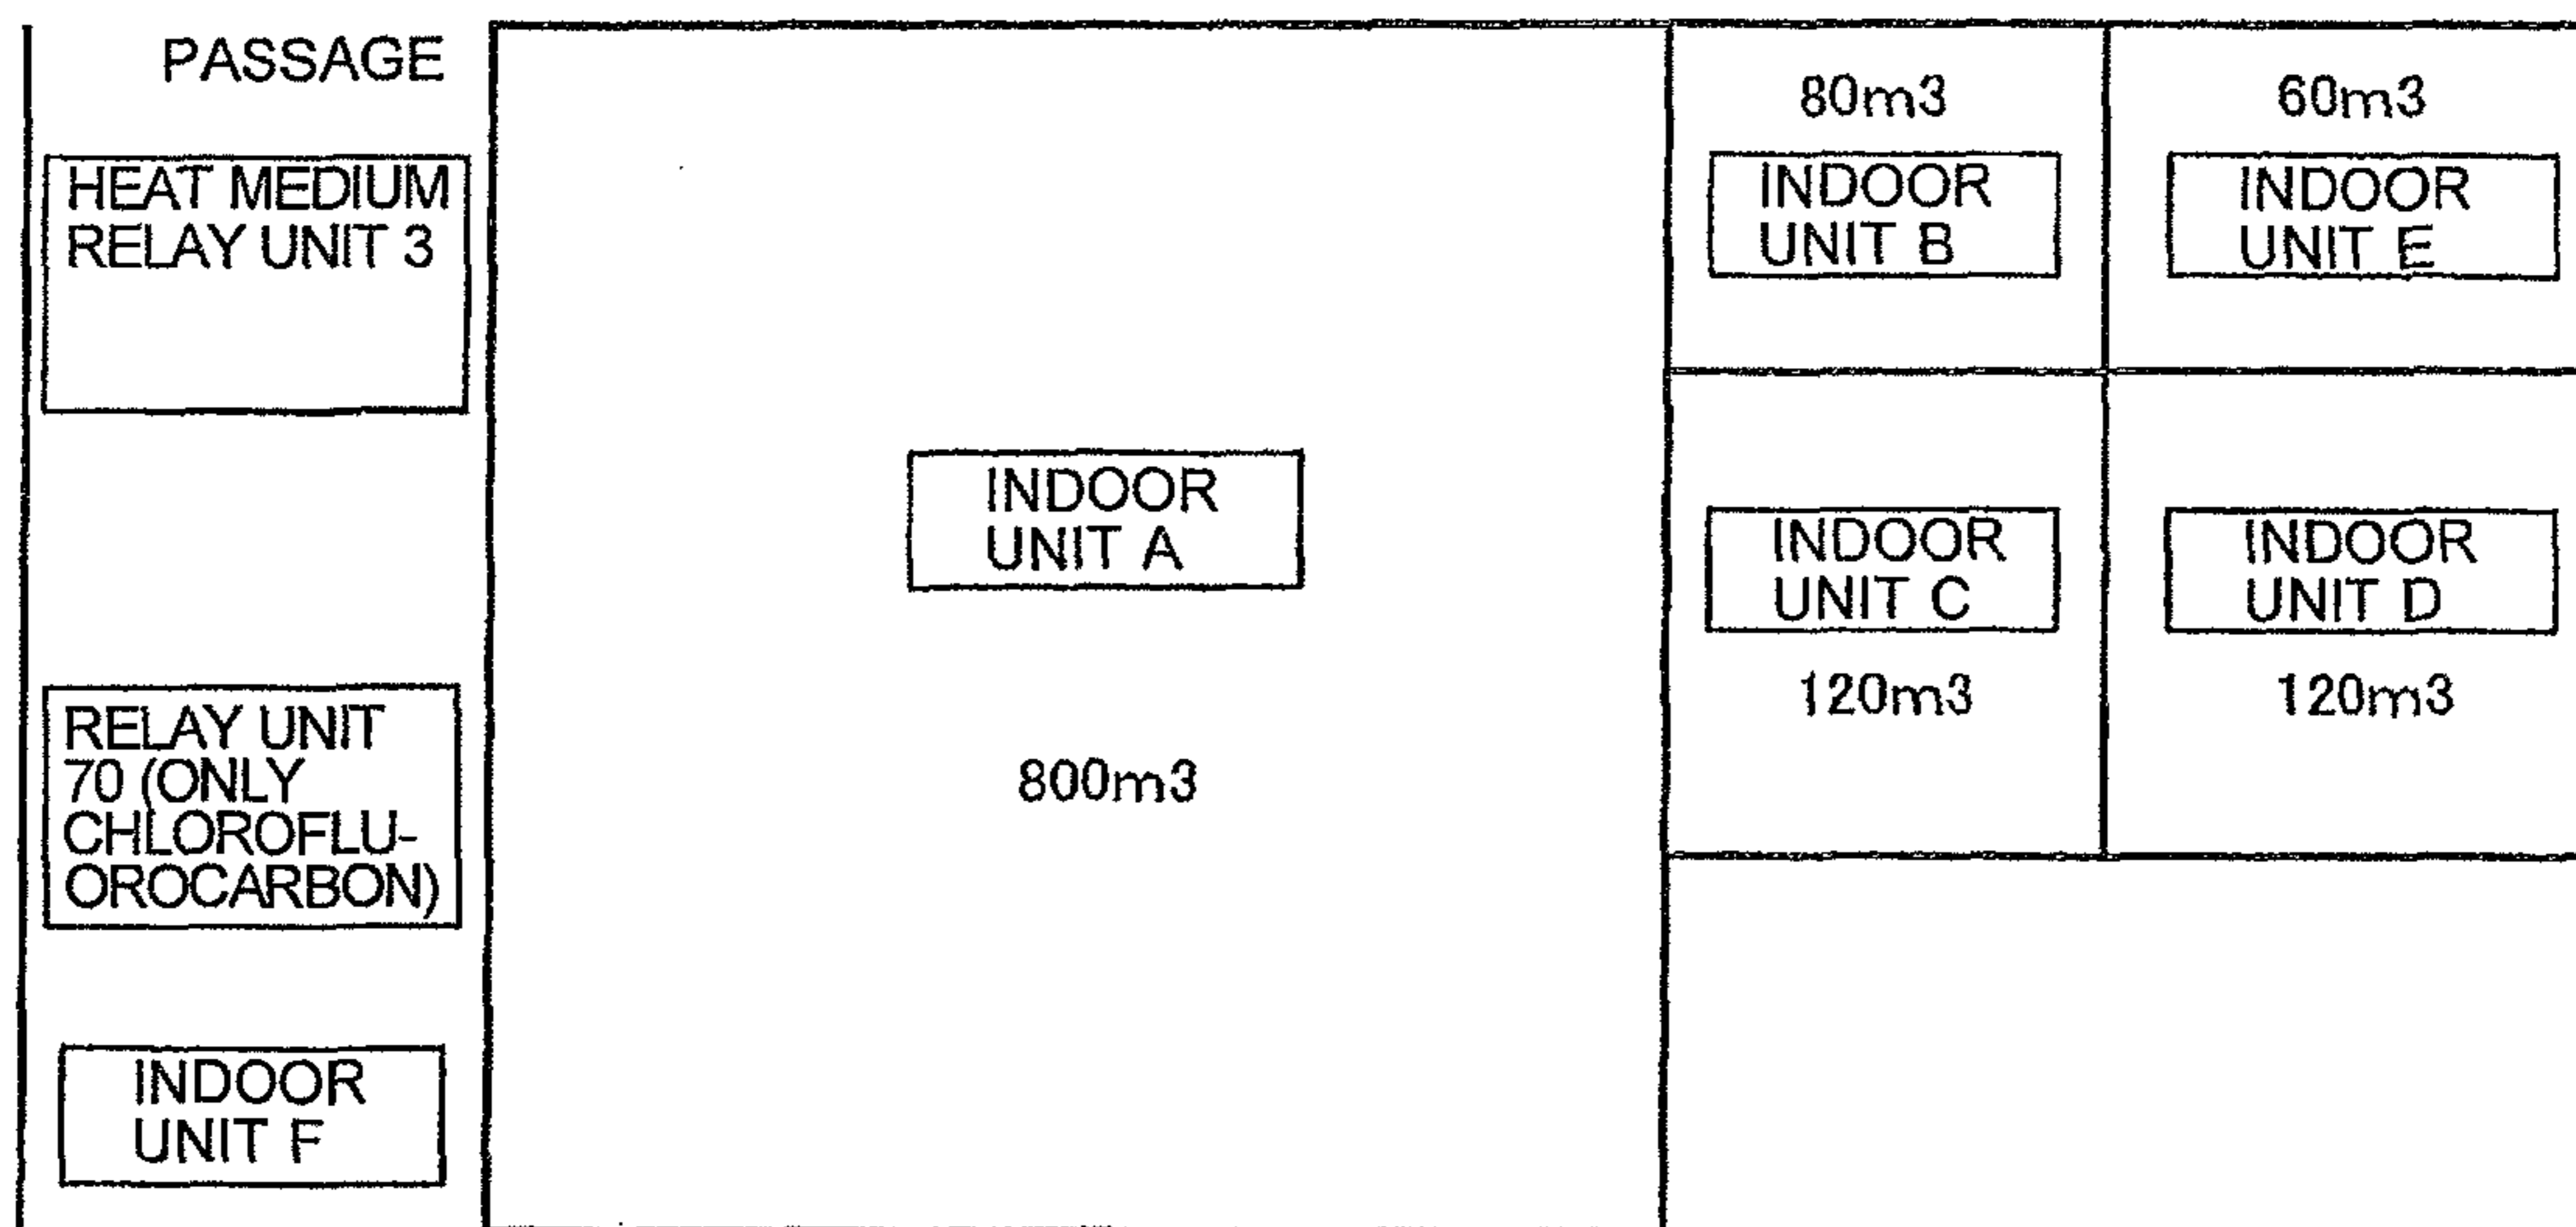 PASSAGE
HEAT MEDIUM
RELAY UNIT 3
RELAY UNIT
70 (ONLY
CHLOROFLU-
OROCARBON)
INDOOR
UNIT F
INDOOR
UNIT A
800m3
80m3
INDOOR
UNIT B
60m3
INDOOR
UNIT E
INDOOR
UNIT C
120m3
INDOOR
UNIT D
120m3